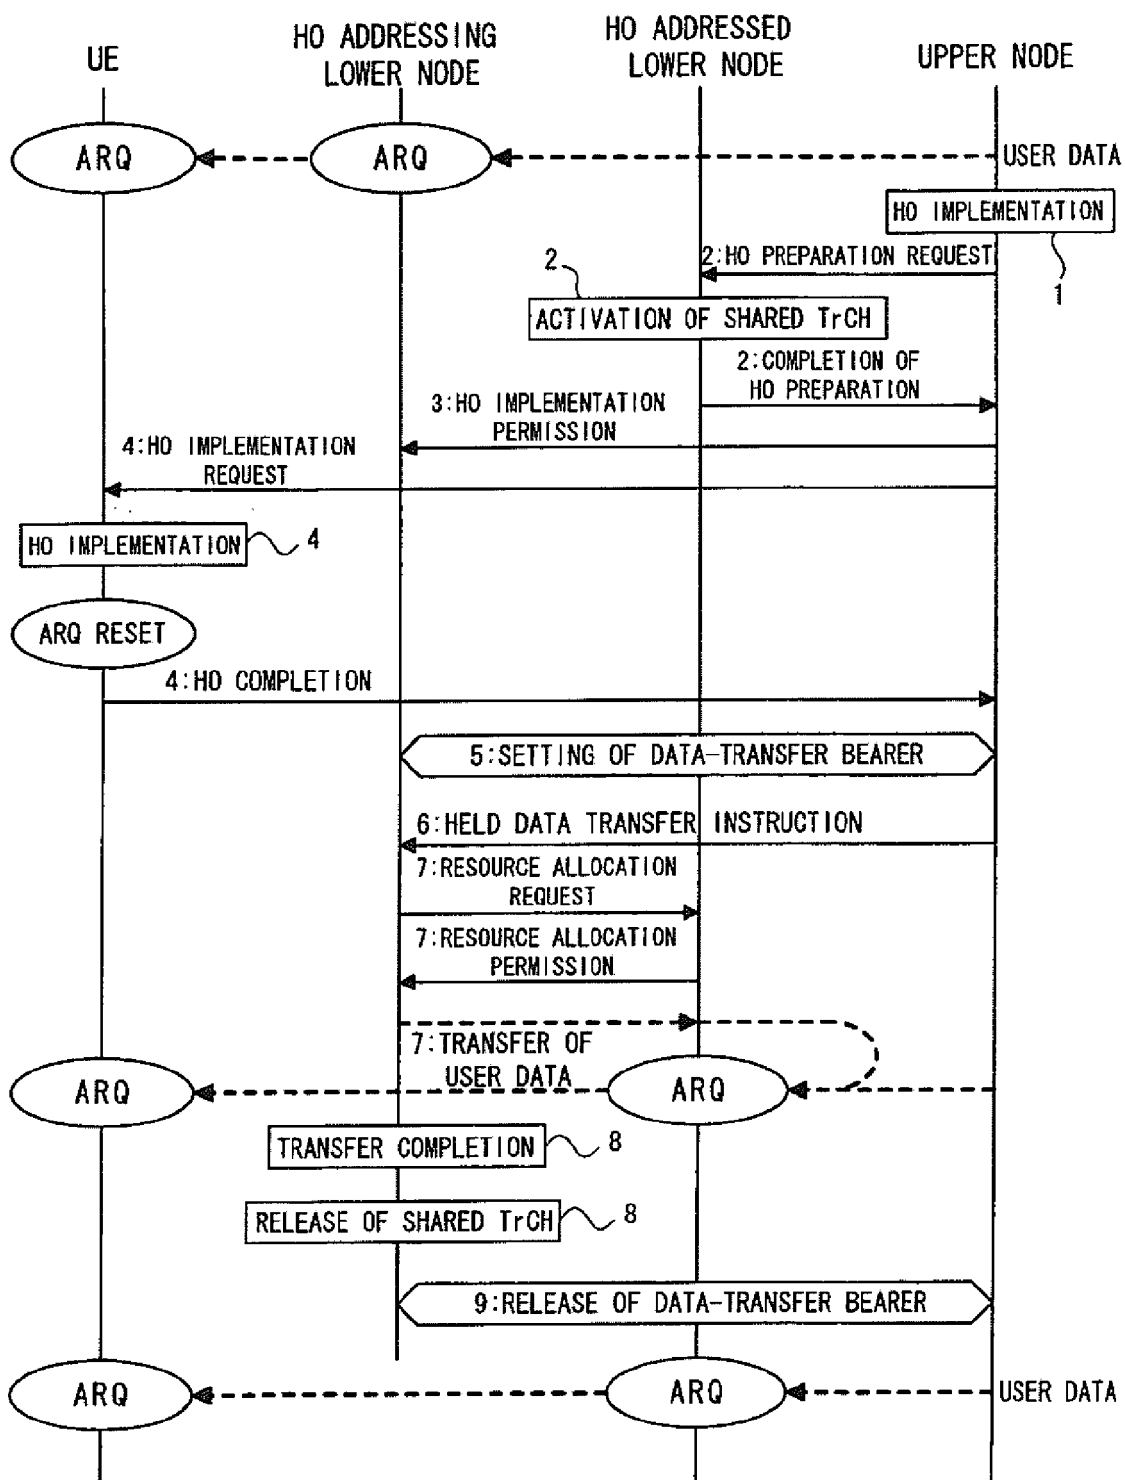 UE
HO ADDRESSING
LOWER NODE
HO ADDRESSED
LOWER NODE
UPPER NODE
ARQ
ARQ
USER DATA
HO IMPLEMENTATION
1
2:HO PREPARATION REQUEST
2
ACTIVATION OF SHARED TrCH
2:COMPLETION OF
HO PREPARATION
3:HO IMPLEMENTATION
PERMISSION
4:HO IMPLEMENTATION
REQUEST
HO IMPLEMENTATION
4
ARQ RESET
4:HO COMPLETION
5:SETTING OF DATA-TRANSFER BEARER
6:HELD DATA TRANSFER INSTRUCTION
7:RESOURCE ALLOCATION
REQUEST
7:RESOURCE ALLOCATION
PERMISSION
7:TRANSFER OF
USER DATA
ARQ
ARQ
TRANSFER COMPLETION
8
RELEASE OF SHARED TrCH
8
9:RELEASE OF DATA-TRANSFER BEARER
ARQ
ARQ
USER DATA